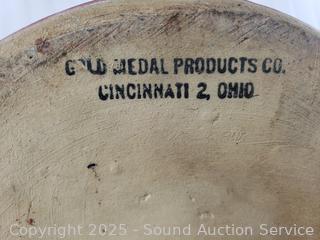 GOLD MEDAL PRODUCTS CO.
CINCINNATI 2, OHIO
Copyright 2025 - Sound Auction Service